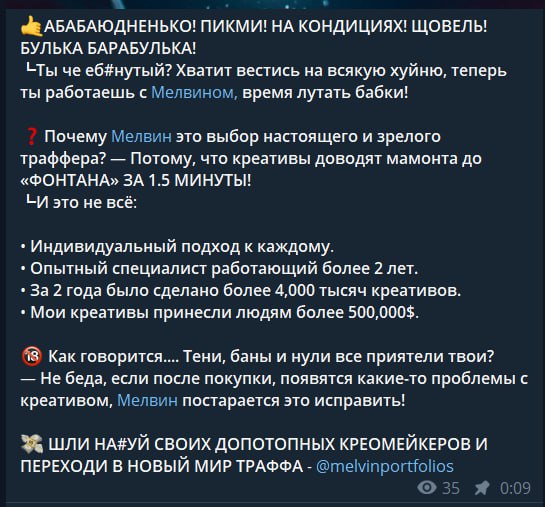 🤙АБАБАЮДНЕНЬКО! ПИКМИ! НА КОНДИЦИЯХ! ЩОВЕЛЬ!
БУЛЬКА БАРАБУЛЬКА!
┗Ты че еб#нутый? Хватит вестись на всякую хуйню, теперь
ты работаешь с Мелвином, время лутать бабки!
❓ Почему Мелвин это выбор настоящего и зрелого
траффера? — Потому, что креативы доводят мамонта до
«ФОНТАНА» ЗА 1.5 МИНУТЫ!
┗И это не всё:
• Индивидуальный подход к каждому.
• Опытный специалист работающий более 2 лет.
• За 2 года было сделано более 4,000 тысяч креативов.
• Мои креативы принесли людям более 500,000$.
🔞 Как говорится.... Тени, баны и нули все приятели твои?
— Не беда, если после покупки, появятся какие-то проблемы с
креативом, Мелвин постарается это исправить!
💸 ШЛИ НА#УЙ СВОИХ ДОПОТОПНЫХ КРЕОМЕЙКЕРОВ И
ПЕРЕХОДИ В НОВЫЙ МИР ТРАФФА - @melvinportfolios
35 0:09